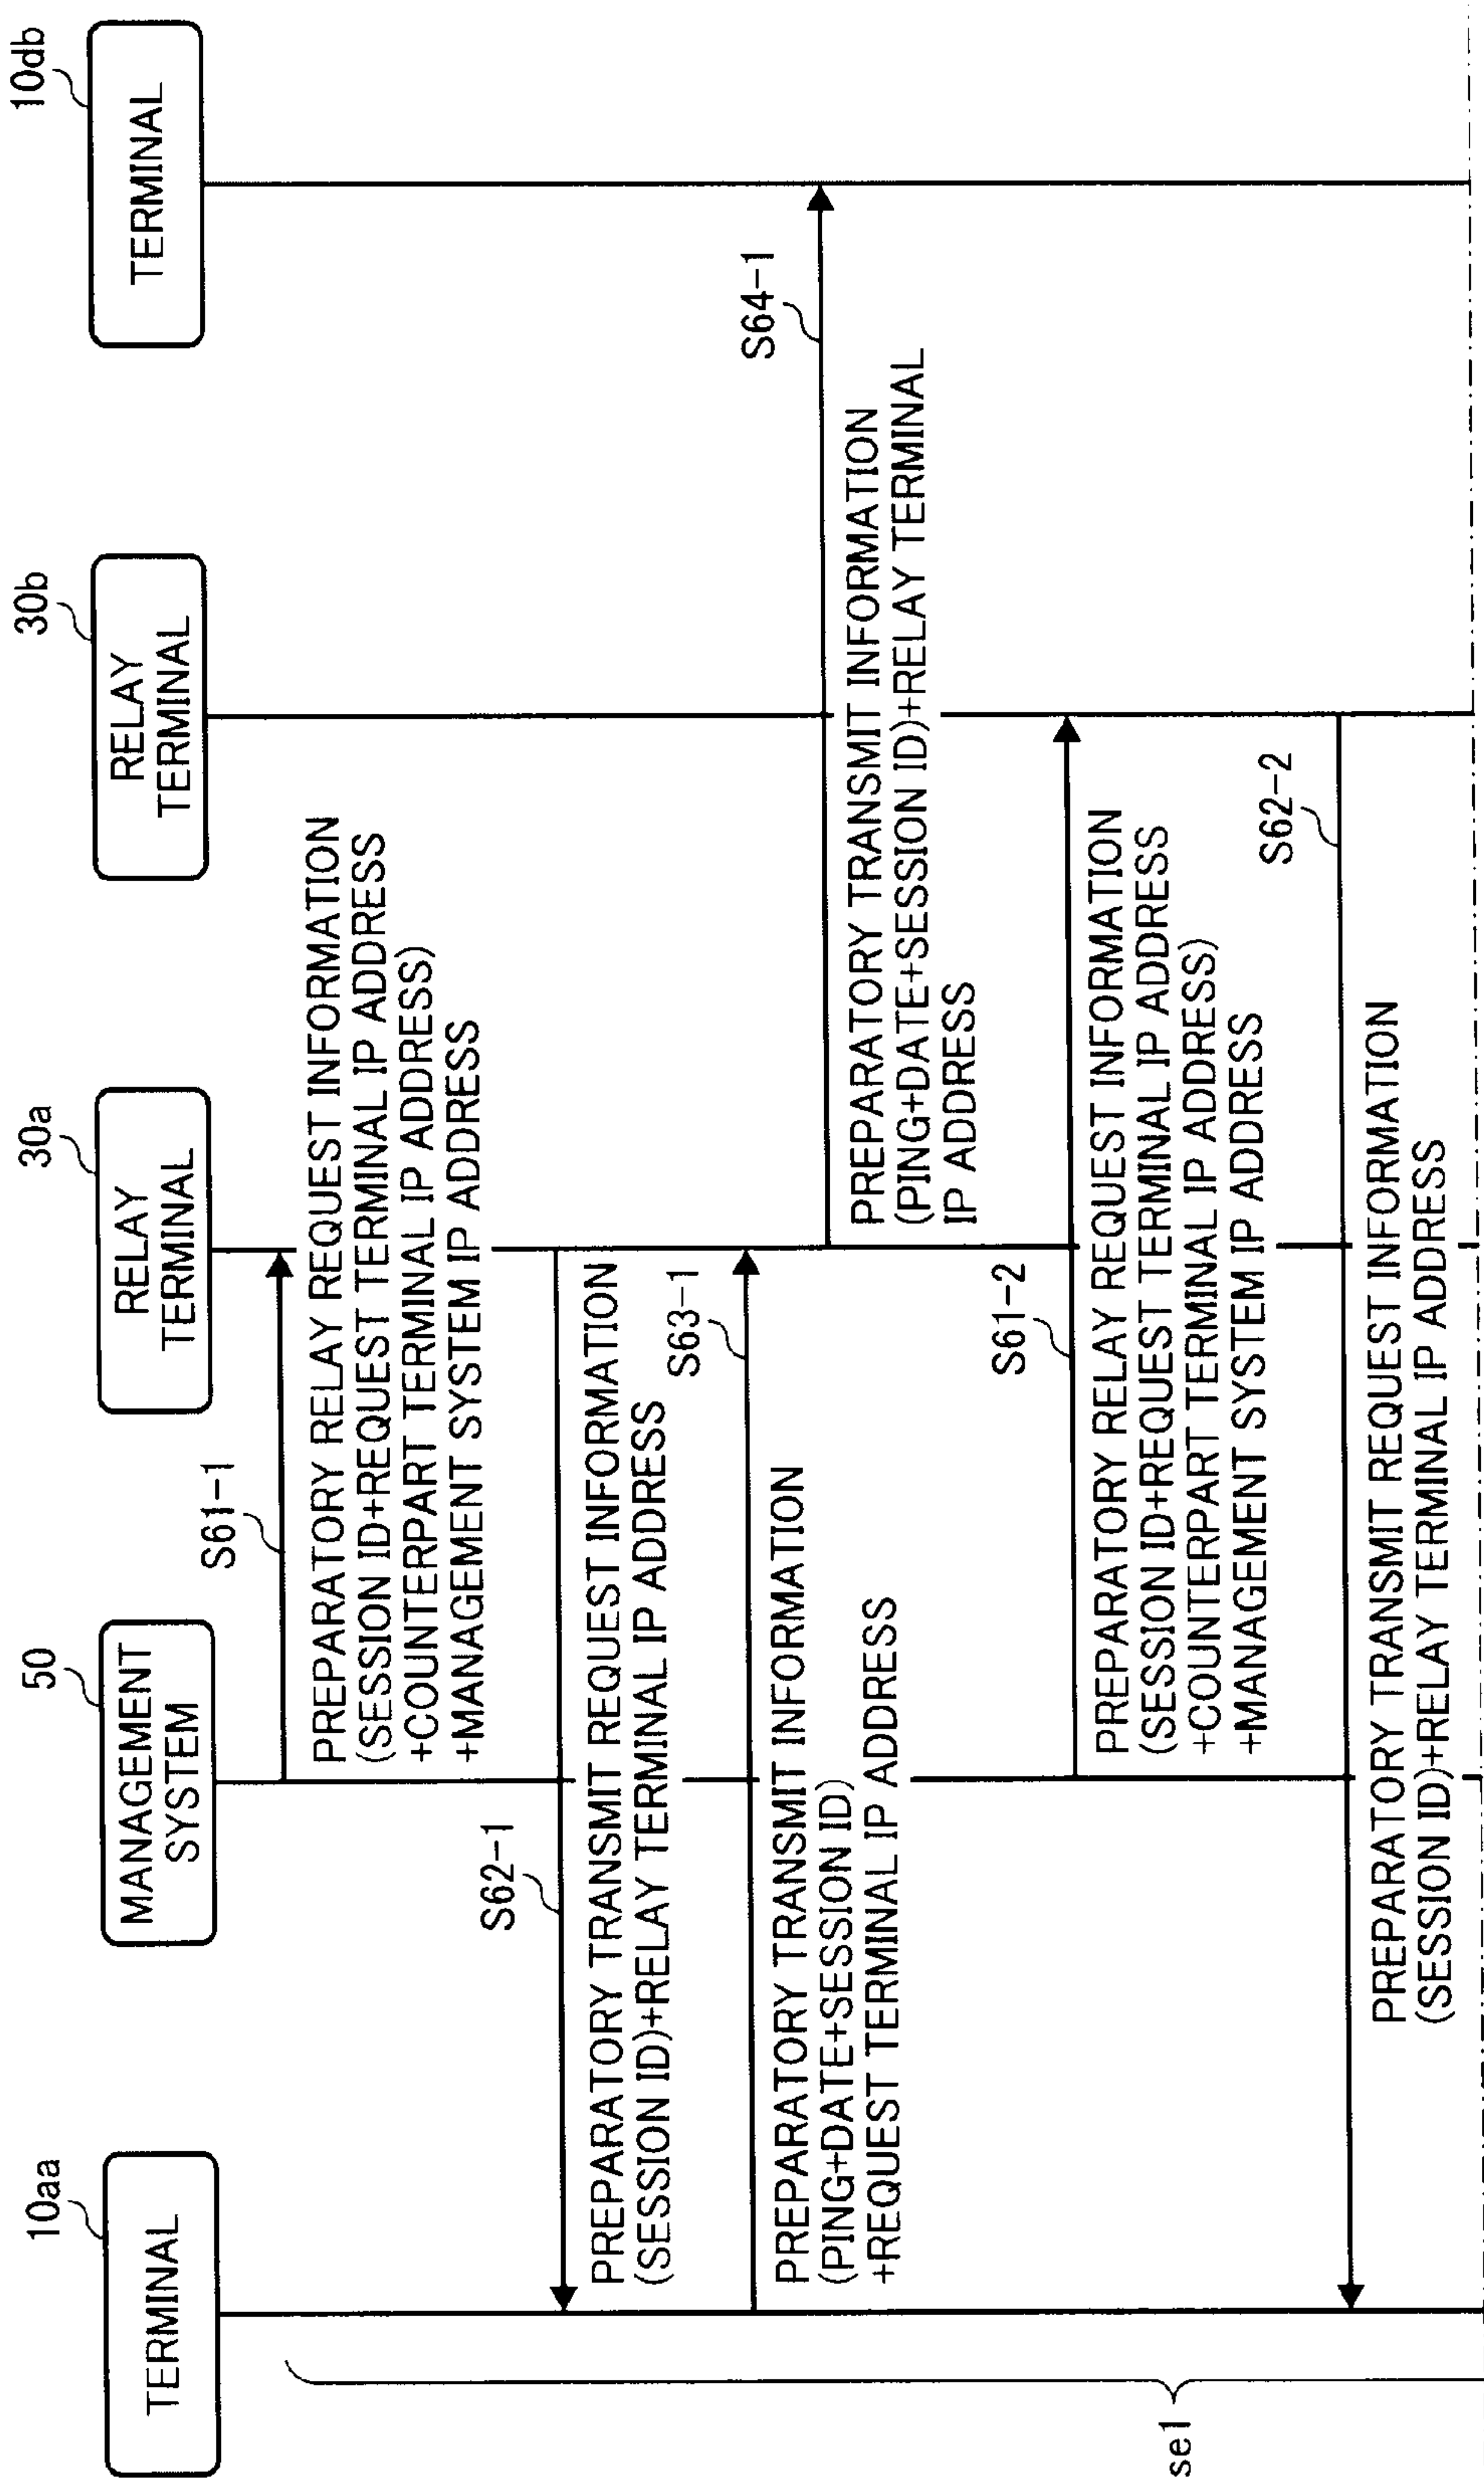 10aa
TERMINAL
50
MANAGEMENT
SYSTEM
30a
RELAY
TERMINAL
30b
RELAY
TERMINAL
10db
TERMINAL
S61-1
PREPARATORY RELAY REQUEST INFORMATION
(SESSION ID+REQUEST TERMINAL IP ADDRESS
+COUNTERPART TERMINAL IP ADDRESS)
+MANAGEMENT SYSTEM IP ADDRESS
S62-1
PREPARATORY TRANSMIT REQUEST INFORMATION
(SESSION ID)+RELAY TERMINAL IP ADDRESS
S63-1
PREPARATORY TRANSMIT INFORMATION
(PING+DATE+SESSION ID)
+REQUEST TERMINAL IP ADDRESS
S64-1
PREPARATORY TRANSMIT INFORMATION
(PING+DATE+SESSION ID)+RELAY TERMINAL
IP ADDRESS
S61-2
PREPARATORY RELAY REQUEST INFORMATION
(SESSION ID+REQUEST TERMINAL IP ADDRESS
+COUNTERPART TERMINAL IP ADDRESS)
+MANAGEMENT SYSTEM IP ADDRESS
S62-2
PREPARATORY TRANSMIT REQUEST INFORMATION
(SESSION ID)+RELAY TERMINAL IP ADDRESS
se1